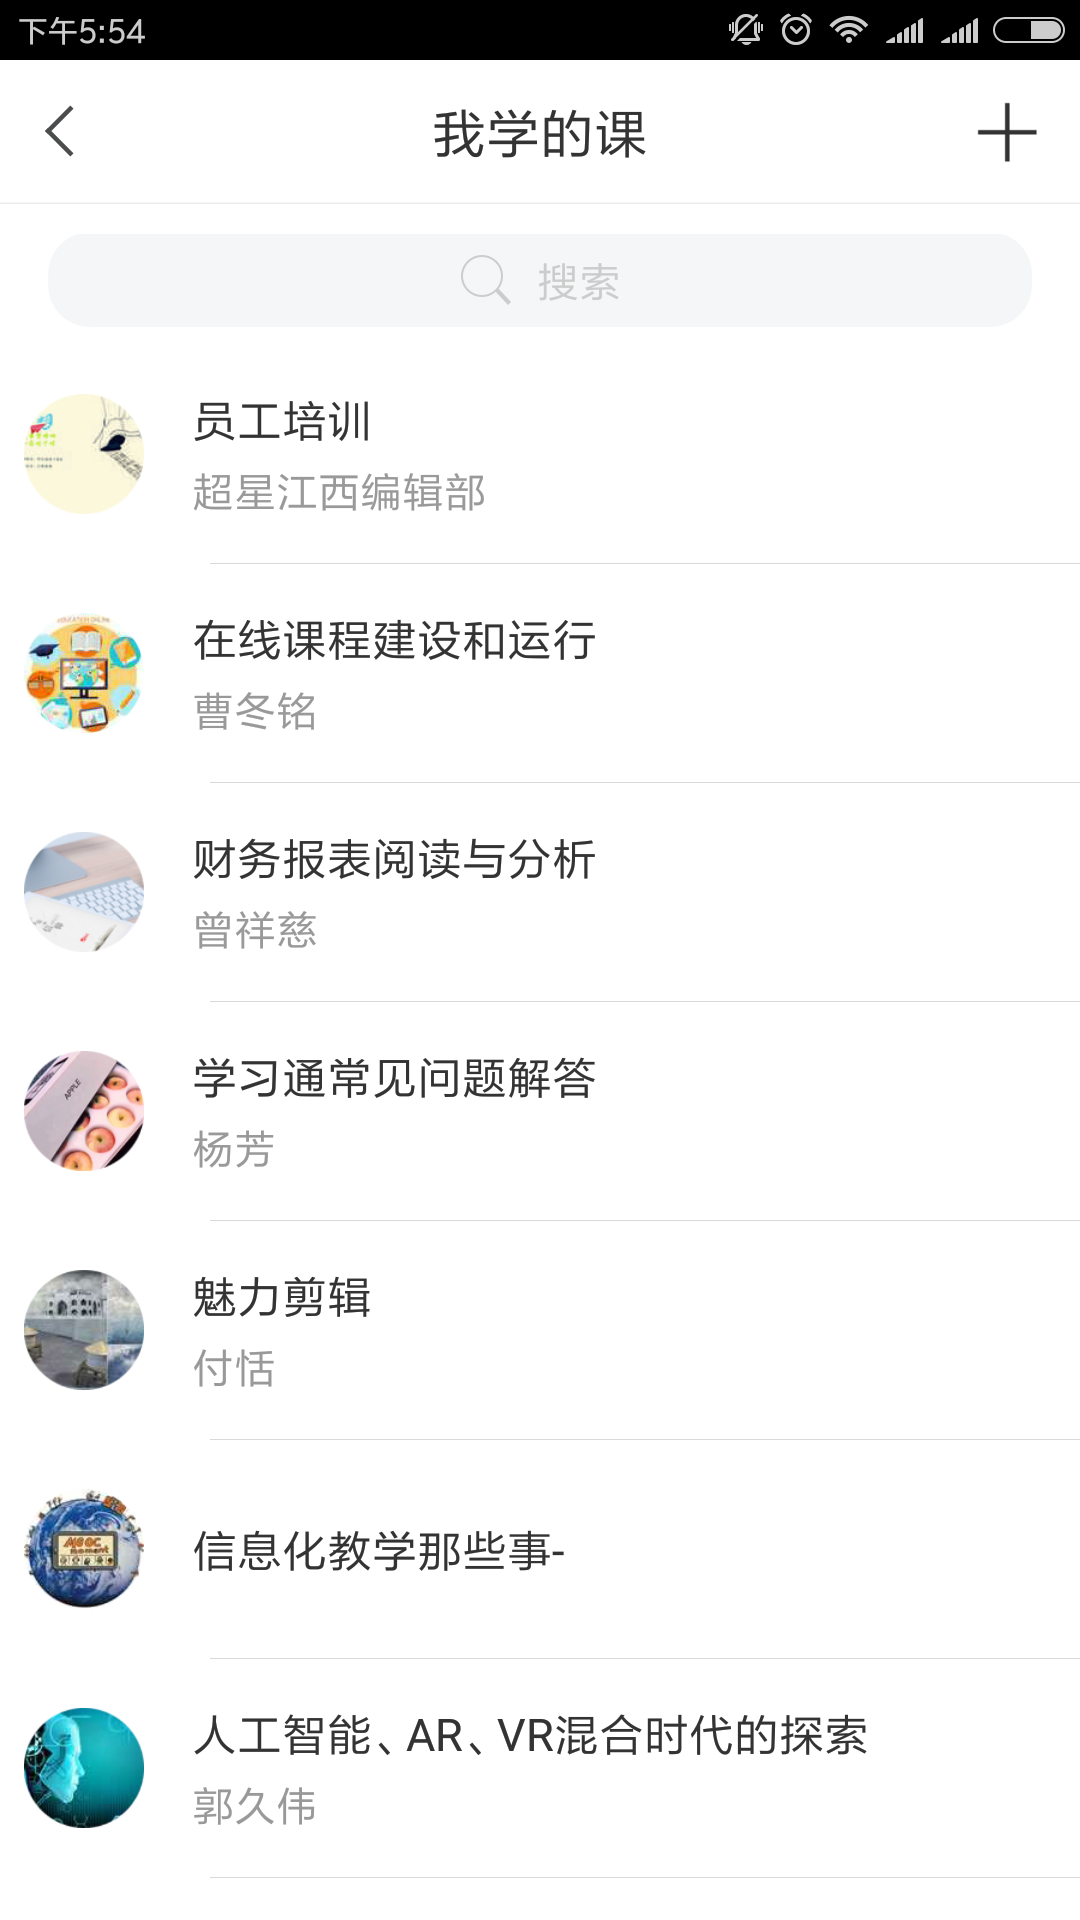 下午5:54
我学的课
搜索
员工培训
超星江西编辑部
在线课程建设和运行
曹冬铭
财务报表阅读与分析
曾祥慈
APPLE
学习通常见问题解答
杨芳
魅力剪辑
付恬
信息化教学那些事-
人工智能、AR、VR混合时代的探索
郭久伟